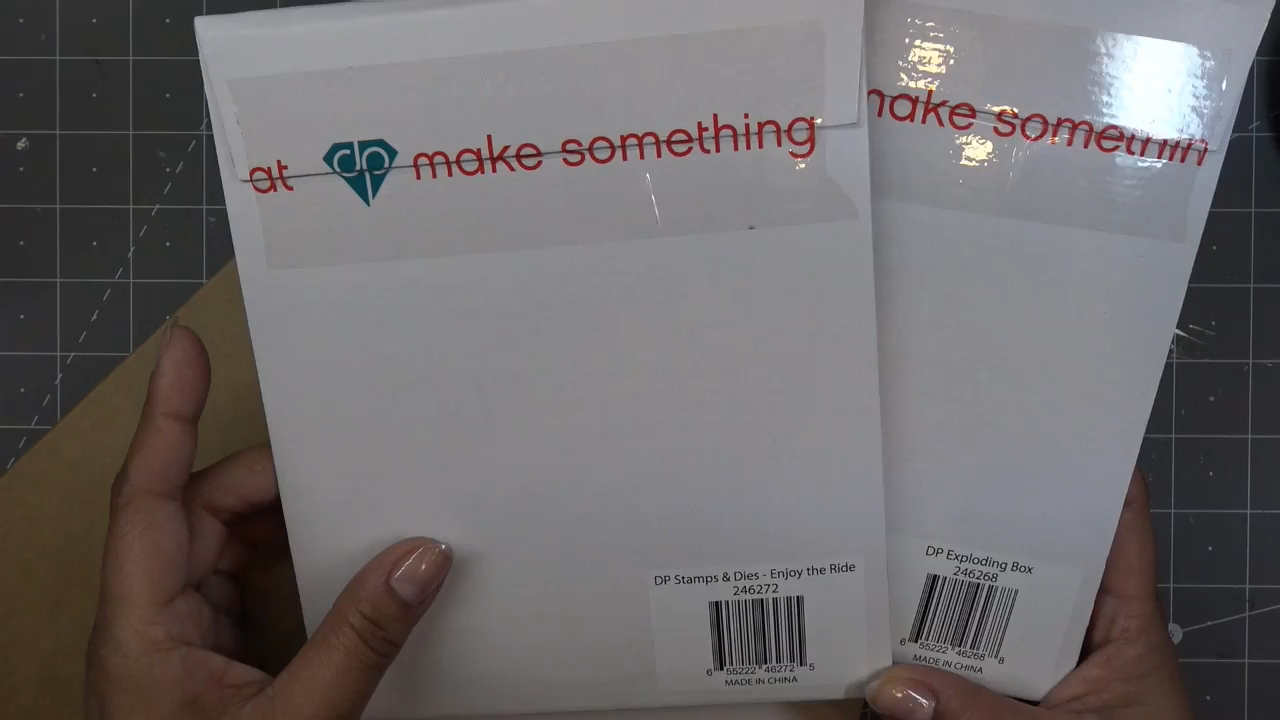 at dp make something
make somethin
DP Stamps & Dies - Enjoy the Ride
246272
6 55222 46272 5
MADE IN CHINA
DP Exploding Box
246268
6 55222 46268 8
MADE IN CHINA